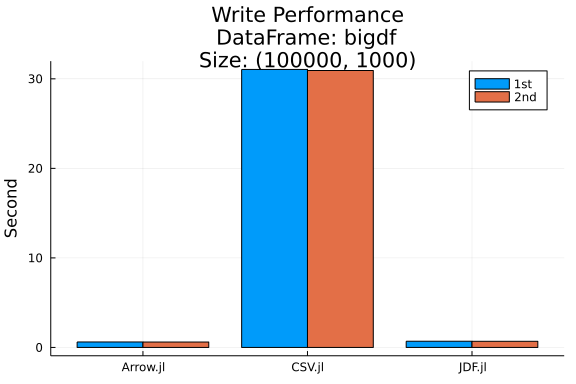 Write Performance
DataFrame: bigdf
Size: (100000, 1000)
Second
30
20
10
0
1st
2nd
Arrow.jl
CSV.jl
JDF.jl